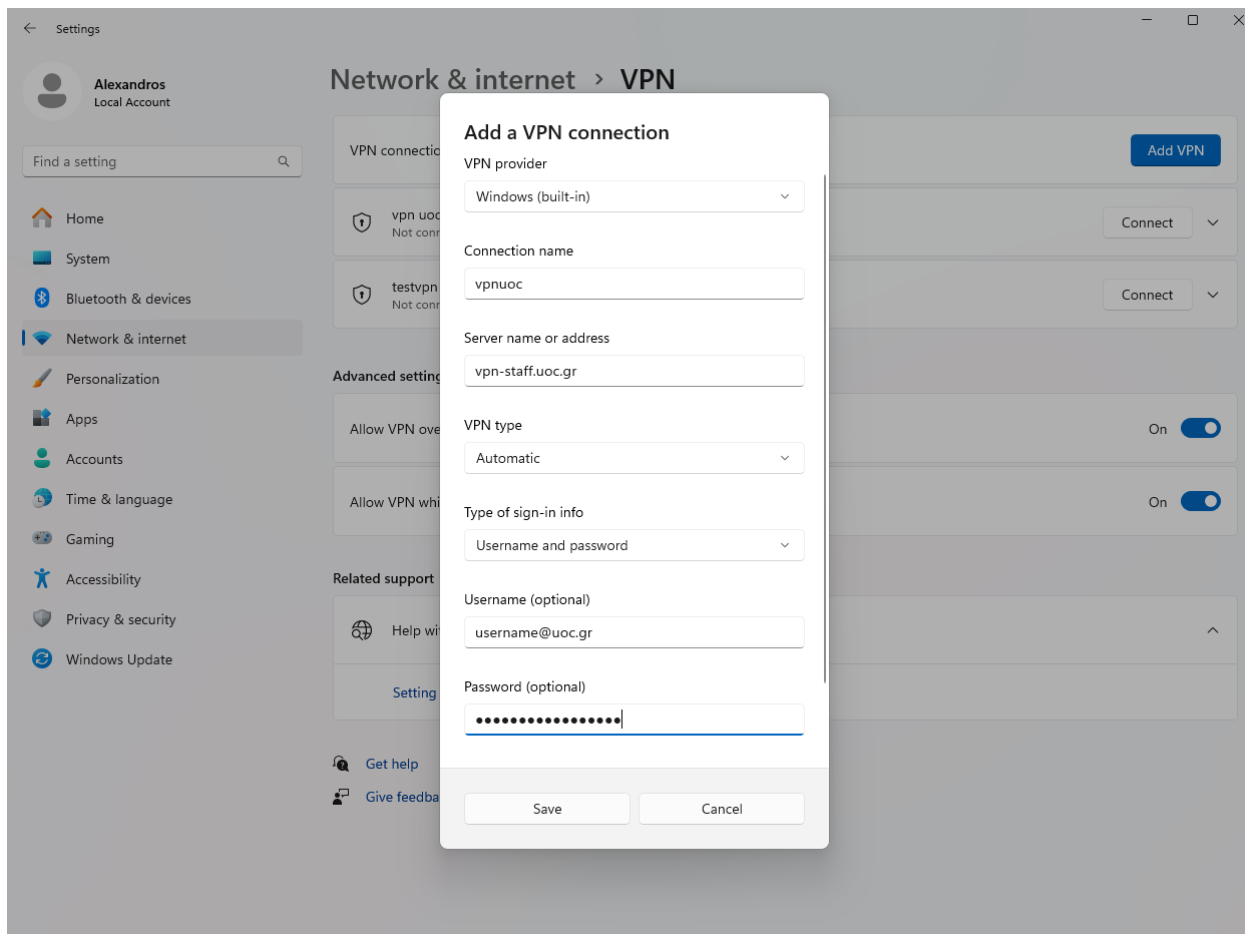 Settings
Alexandros
Local Account
Find a setting
Home
System
Bluetooth & devices
Network & internet
Personalization
Apps
Accounts
Time & language
Gaming
Accessibility
Privacy & security
Windows Update
Network & internet > VPN
VPN connectio
Add VPN
vpn uoc
Not conn
Connect
testvpn
Not conn
Connect
Advanced setting
Allow VPN ove
On
Allow VPN whi
On
Related support
Help wi
Setting
Get help
Give feedba
Add a VPN connection
VPN provider
Windows (built-in)
Connection name
vpnuoc
Server name or address
vpn-staff.uoc.gr
VPN type
Automatic
Type of sign-in info
Username and password
Username (optional)
username@uoc.gr
Password (optional)
•••••••••••••••••
Save
Cancel